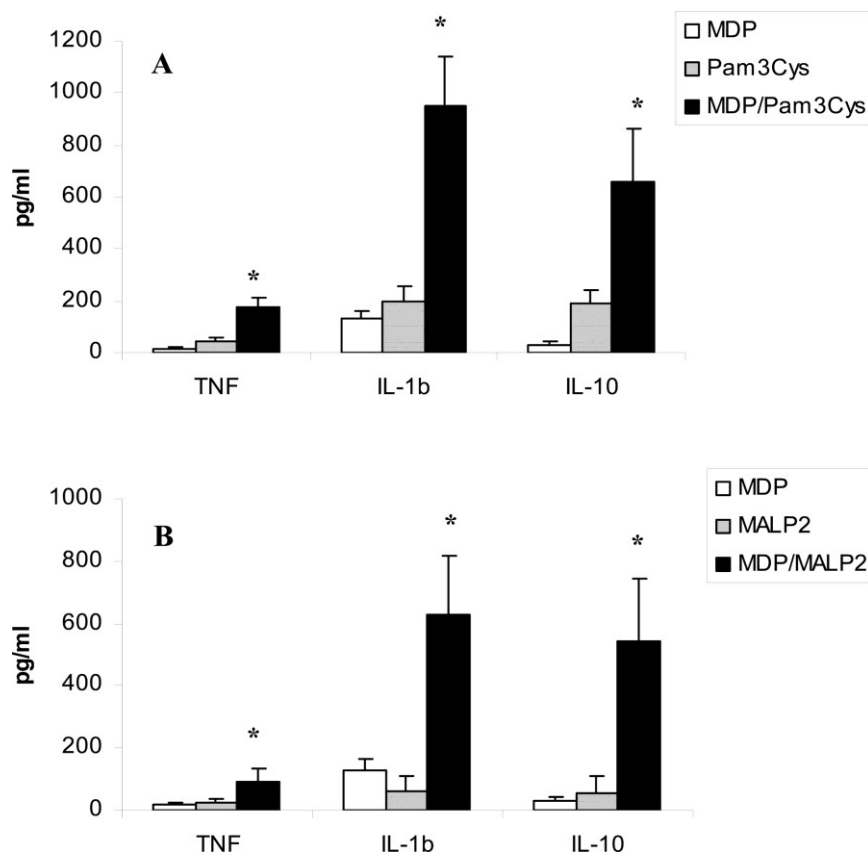 1200
1000
800
600
400
200
0
pg/ml
A
*
*
*
TNF
IL-1b
IL-10
MDP
Pam3Cys
MDP/Pam3Cys
1000
800
600
400
200
0
pg/ml
B
*
*
*
TNF
IL-1b
IL-10
MDP
MALP2
MDP/MALP2